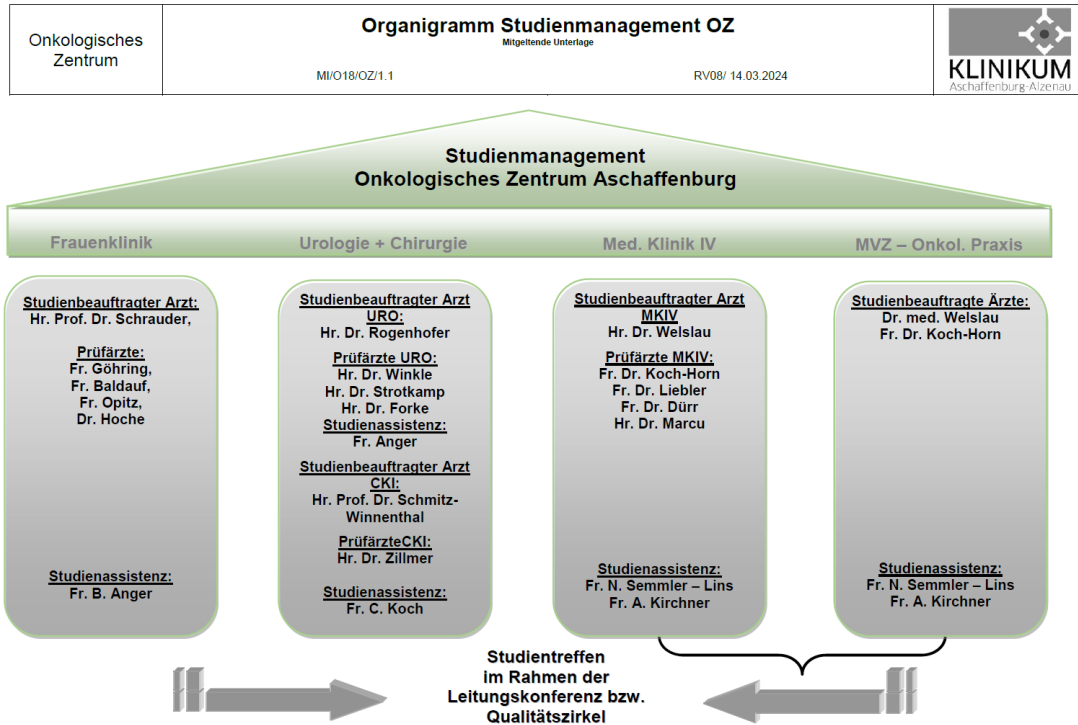 Onkologisches
Zentrum
Organigramm Studienmanagement OZ
Mitgeltende Unterlage
MI/O18/OZ/1.1
RV08/ 14.03.2024
KLINIKUM
Aschaffenburg-Alzenau
Studienmanagement
Onkologisches Zentrum Aschaffenburg
Frauenklinik
Urologie + Chirurgie
Med. Klinik IV
MVZ – Onkol. Praxis
Studienbeauftragter Arzt:
Hr. Prof. Dr. Schrauder,
Prüfärzte:
Fr. Göhring,
Fr. Baldauf,
Fr. Opitz,
Dr. Hoche
Studienassistenz:
Fr. B. Anger
Studienbeauftragter Arzt
URO:
Hr. Dr. Rogenhofer
Prüfärzte URO:
Hr. Dr. Winkle
Hr. Dr. Strotkamp
Hr. Dr. Forke
Studienassistenz:
Fr. Anger
Studienbeauftragter Arzt
CKI:
Hr. Prof. Dr. Schmitz-
Winnenthal
PrüfärzteCKI:
Hr. Dr. Zillmer
Studienassistenz:
Fr. C. Koch
Studienbeauftragter Arzt
MKIV
Hr. Dr. Welslau
Prüfärzte MKIV:
Fr. Dr. Koch-Horn
Fr. Dr. Liebler
Fr. Dr. Dürr
Hr. Dr. Marcu
Studienassistenz:
Fr. N. Semmler – Lins
Fr. A. Kirchner
Studienbeauftragte Ärzte:
Dr. med. Welslau
Fr. Dr. Koch-Horn
Studienassistenz:
Fr. N. Semmler – Lins
Fr. A. Kirchner
Studientreffen
im Rahmen der
Leitungskonferenz bzw.
Qualitätszirkel